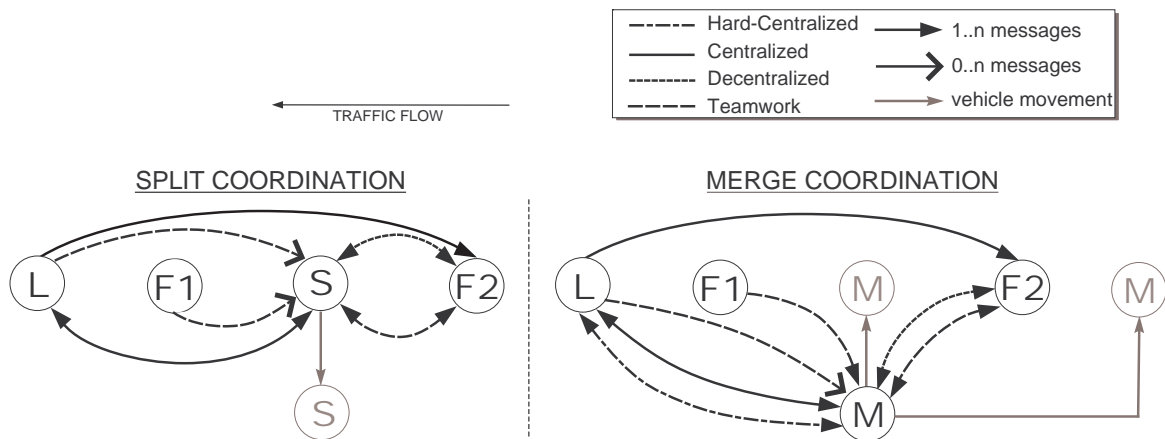 Hard-Centralized
Centralized
Decentralized
Teamwork
1..n messages
0..n messages
vehicle movement
TRAFFIC FLOW
SPLIT COORDINATION
L
F1
S
F2
S
MERGE COORDINATION
L
F1
M
F2
M
M